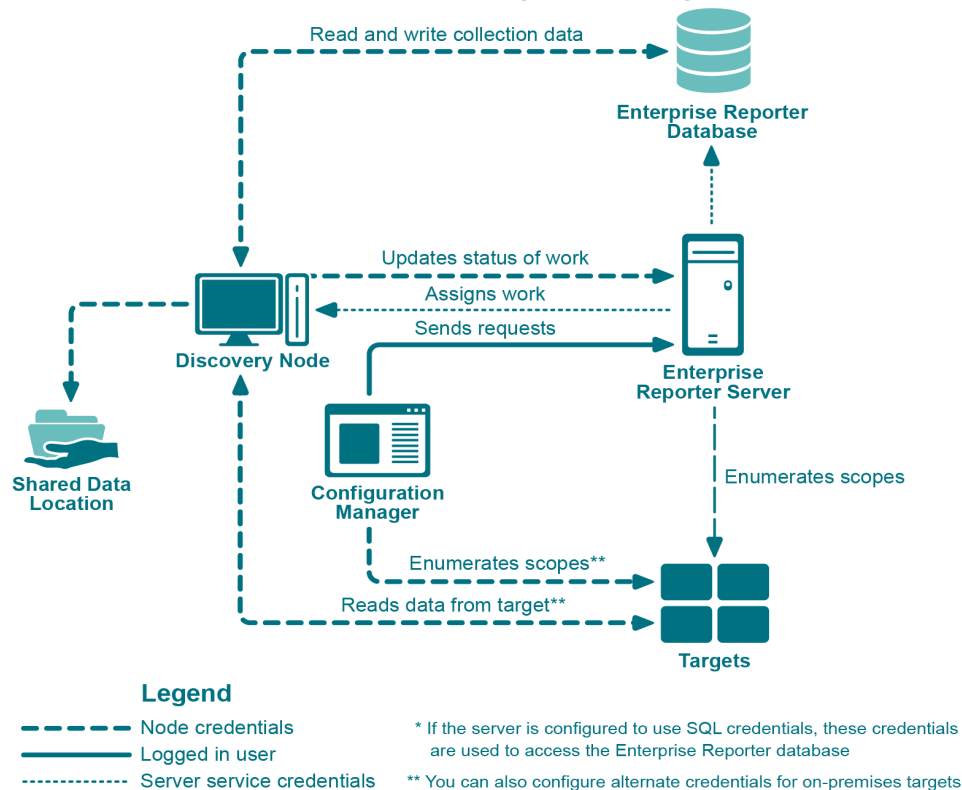 Read and write collection data
Enterprise Reporter
Database
Updates status of work
Assigns work
Sends requests
Discovery Node
Enterprise
Reporter Server
Shared Data
Location
Configuration
Manager
Enumerates scopes
Enumerates scopes**
Reads data from target**
Targets
Legend
Node credentials
Logged in user
Server service credentials
* If the server is configured to use SQL credentials, these credentials
are used to access the Enterprise Reporter database
** You can also configure alternate credentials for on-premises targets